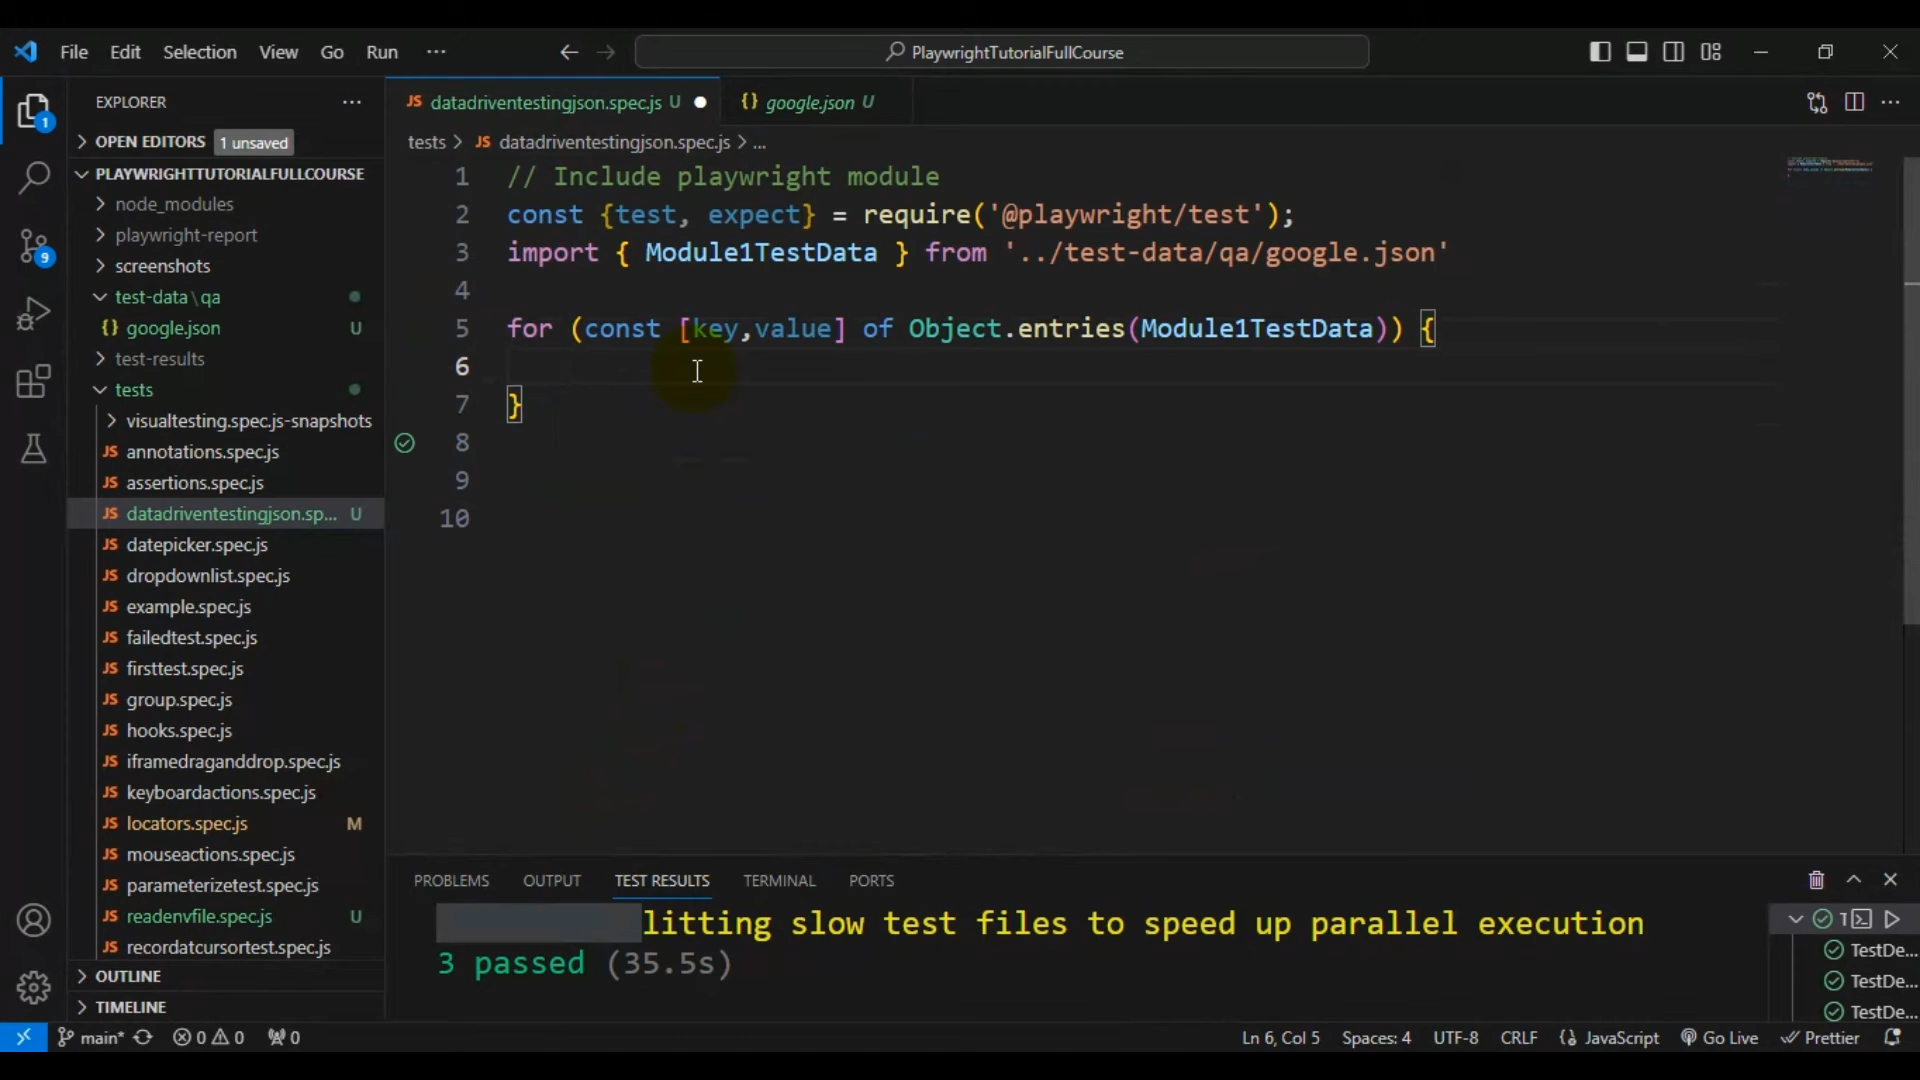 File Edit Selection View Go Run ··· PlaywrightTutorialFullCourse
EXPLORER ···
OPEN EDITORS 1 unsaved
PLAYWRIGHTTUTORIALFULLCOURSE
node_modules
playwright-report
screenshots
test-data\qa
{} google.json U
test-results
tests
visualtesting.spec.js-snapshots
JS annotations.spec.js
JS assertions.spec.js
JS datadriventestingjson.sp... U
JS datepicker.spec.js
JS dropdownlist.spec.js
JS example.spec.js
JS failedtest.spec.js
JS firsttest.spec.js
JS group.spec.js
JS hooks.spec.js
JS iframedraganddrop.spec.js
JS keyboardactions.spec.js
JS locators.spec.js M
JS mouseactions.spec.js
JS parameterizetest.spec.js
JS readenvfile.spec.js U
JS recordatcursortest.spec.js
OUTLINE
TIMELINE
1
9
JS datadriventestingjson.spec.js U {} google.json U
tests > JS datadriventestingjson.spec.js > ...
1 // Include playwright module
2 const {test, expect} = require('@playwright/test');
3 import { Module1TestData } from '../test-data/qa/google.json'
4
5 for (const [key,value] of Object.entries(Module1TestData)) {
6
7 }
8
9
10
PROBLEMS OUTPUT TEST RESULTS TERMINAL PORTS
litting slow test files to speed up parallel execution
3 passed (35.5s)
TestDe...
TestDe...
TestDe...
main* 0 0 0 Ln 6, Col 5 Spaces: 4 UTF-8 CRLF JavaScript Go Live Prettier